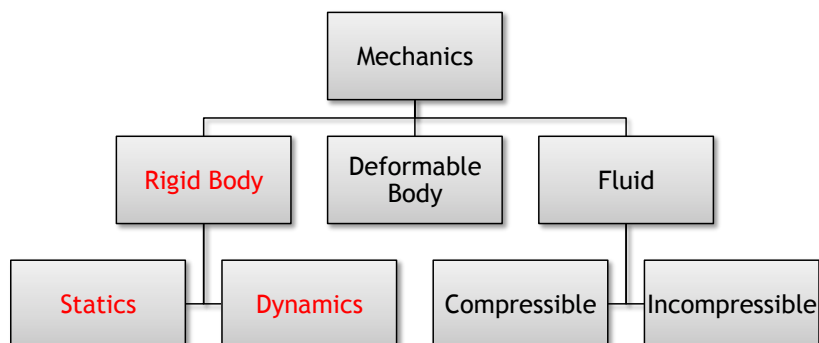 Mechanics
Rigid Body
Deformable
Body
Fluid
Statics
Dynamics
Compressible
Incompressible